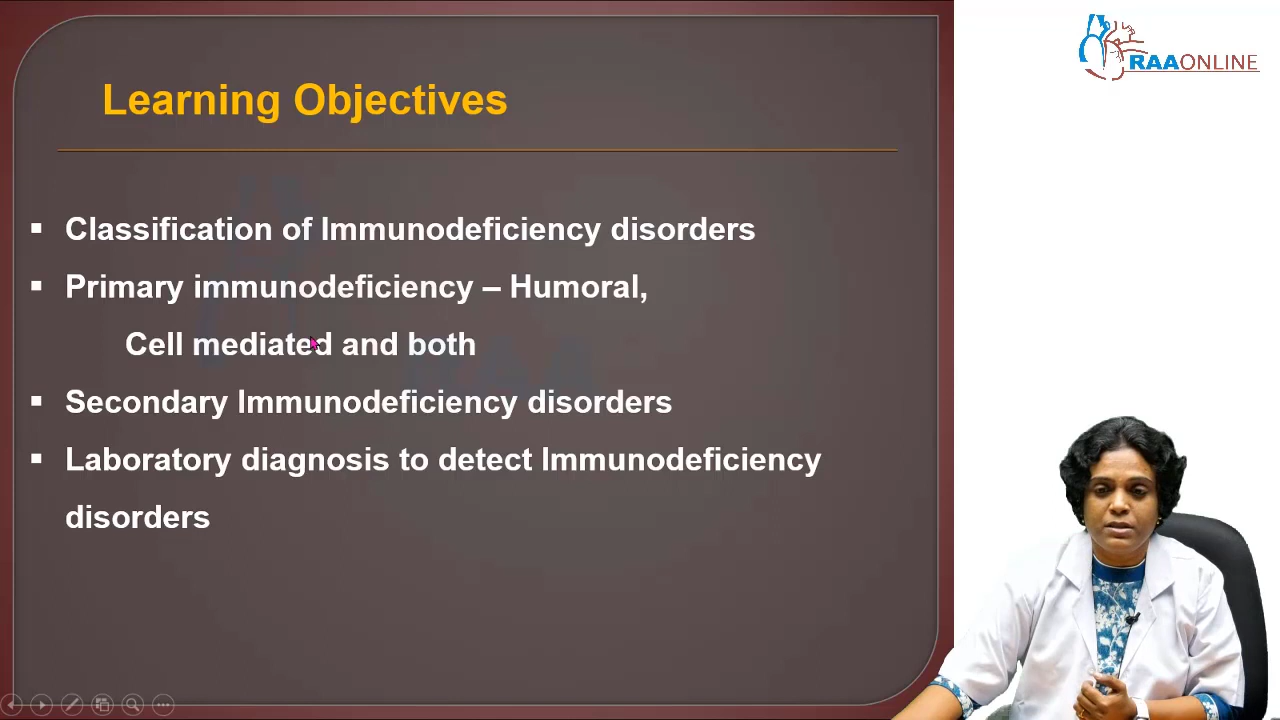 RAAONLINE
Learning Objectives
▪ Classification of Immunodeficiency disorders
▪ Primary immunodeficiency – Humoral,
Cell mediated and both
▪ Secondary Immunodeficiency disorders
▪ Laboratory diagnosis to detect Immunodeficiency
disorders